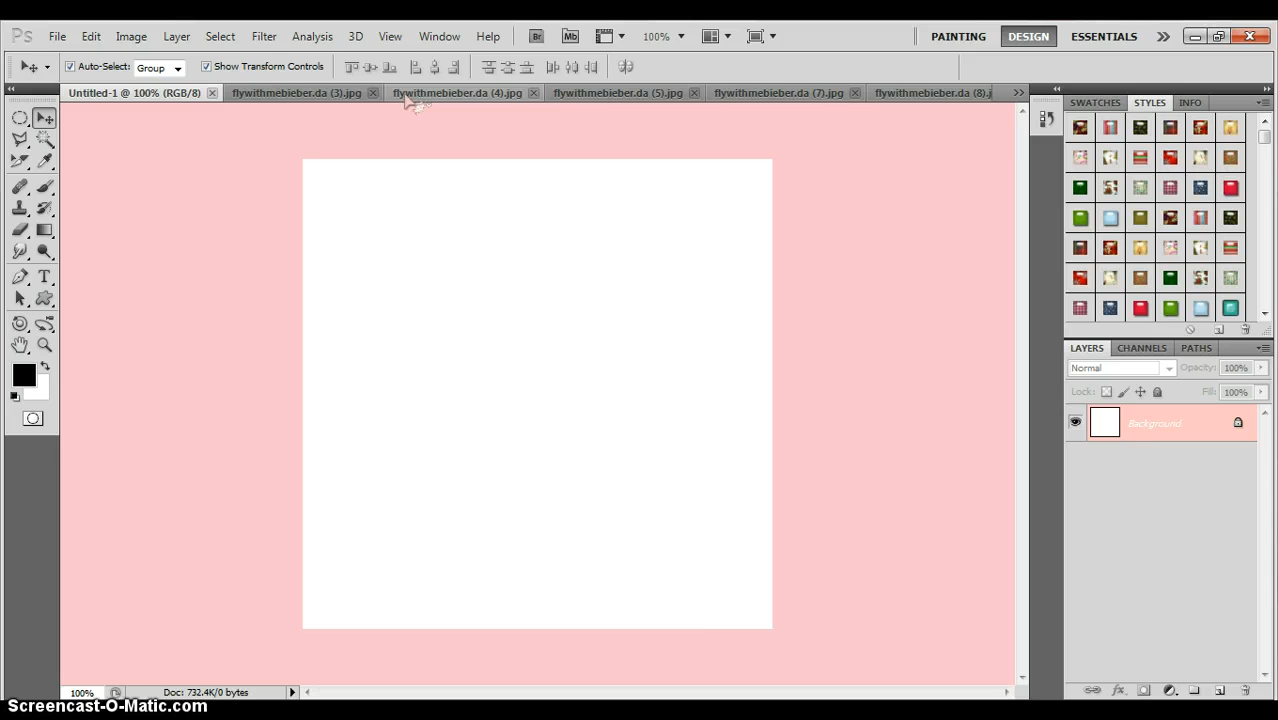 Ps File Edit Image Layer Select Filter Analysis 3D View Window Help Br Mb 100% PAINTING DESIGN ESSENTIALS
Auto-Select: Group Show Transform Controls
Untitled-1 @ 100% (RGB/8) flywithmebieber.da (3).jpg flywithmebieber.da (4).jpg flywithmebieber.da (5).jpg flywithmebieber.da (7).jpg flywithmebieber.da (8).j
SWATCHES STYLES INFO
T
LAYERS CHANNELS PATHS
Normal Opacity: 100%
Lock: Fill: 100%
Background
fx
100% Doc: 732.4K/0 bytes
Screencast-O-Matic.com